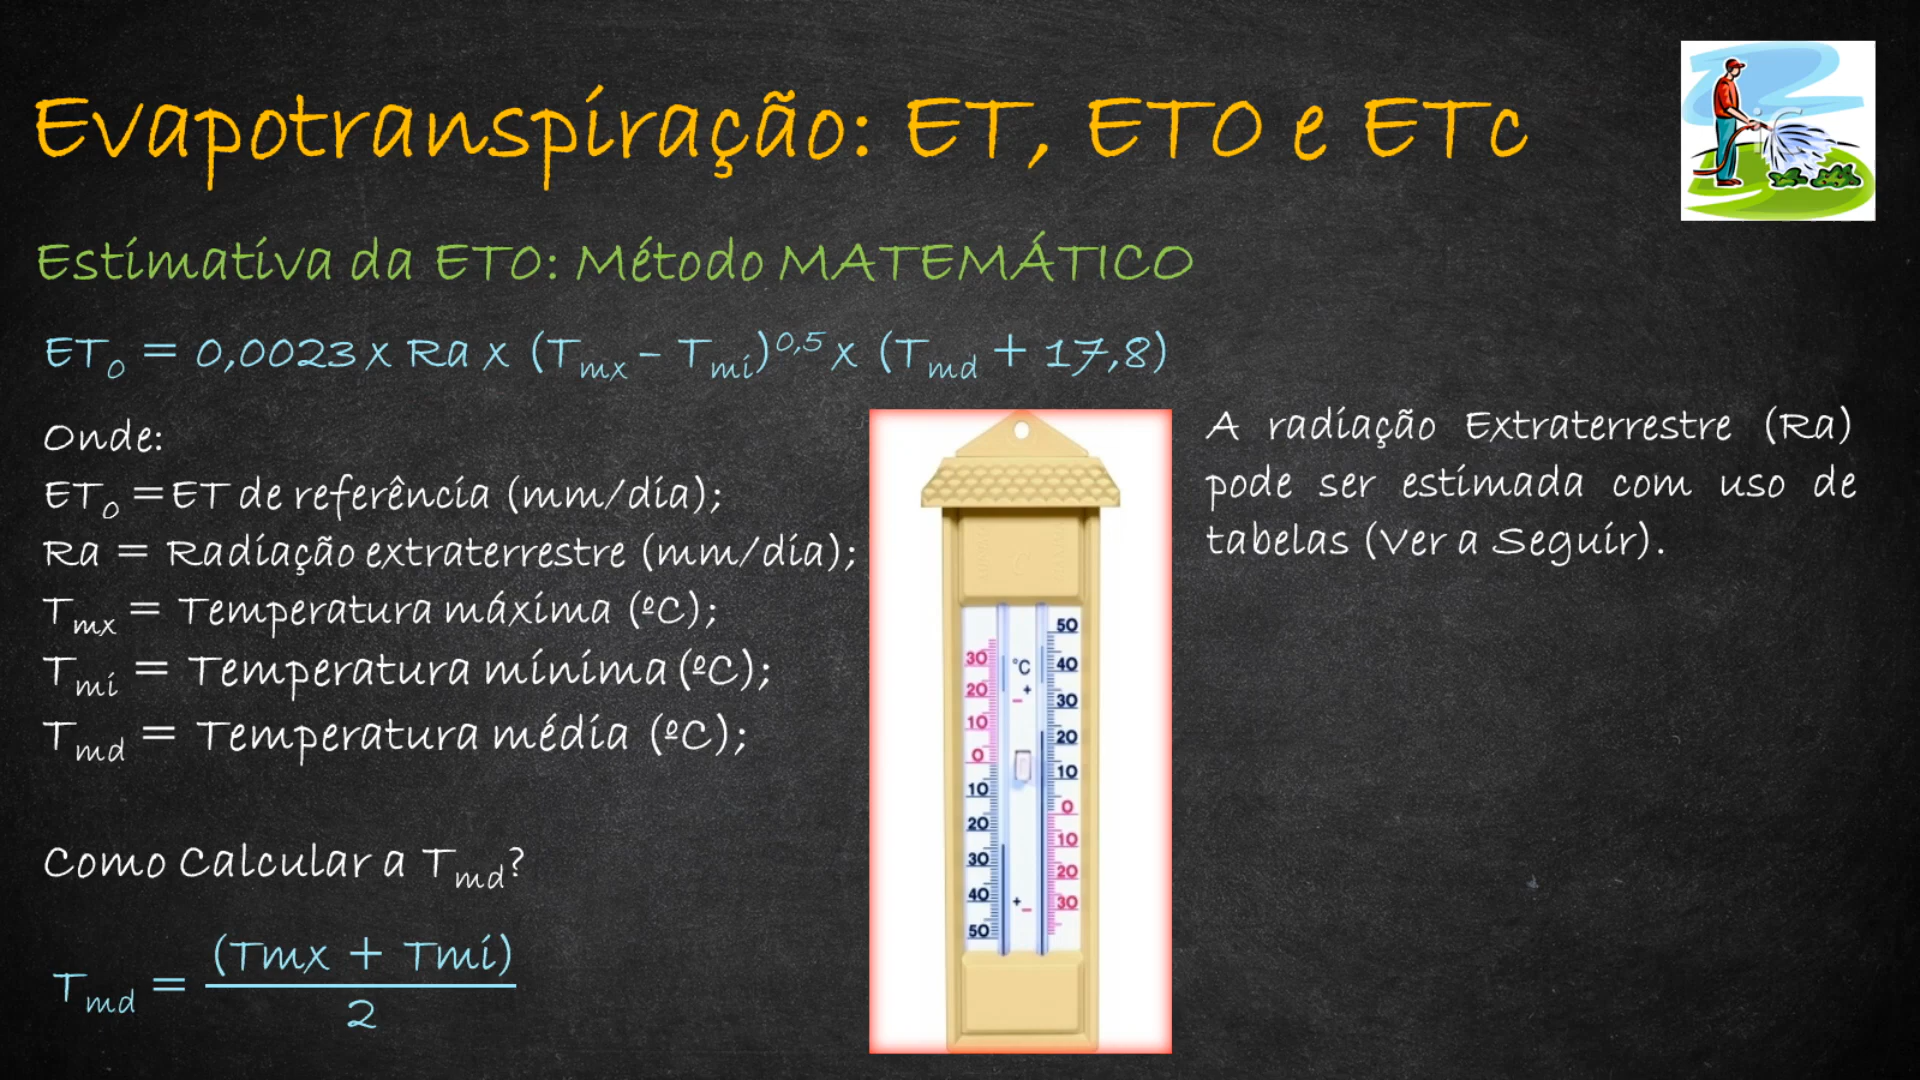 Evapotranspiração: ET, ET0 e ETc
Estimativa da ET0: Método MATEMÁTICO
ET0 = 0,0023 x Ra x (Tmx – Tmi)^0,5 x (Tmd + 17,8)
Onde:
ET0 =ET de referência (mm/dia);
Ra = Radiação extraterrestre (mm/dia);
Tmx = Temperatura máxima (ºC);
Tmi = Temperatura mínima (ºC);
Tmd = Temperatura média (ºC);
Como Calcular a Tmd?
Tmd = (Tmx + Tmi)
2
A radiação Extraterrestre (Ra)
pode ser estimada com uso de
tabelas (Ver a Seguir).
°C
+
–
30
20
10
0
10
20
30
40
50
50
40
30
20
10
0
10
20
30
+
–